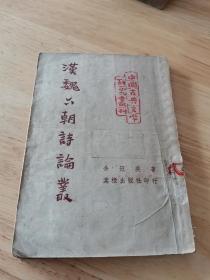 漢魏六朝詩論叢
中國古典文學
研究叢刊
余冠英 著
棠棣出版社印行